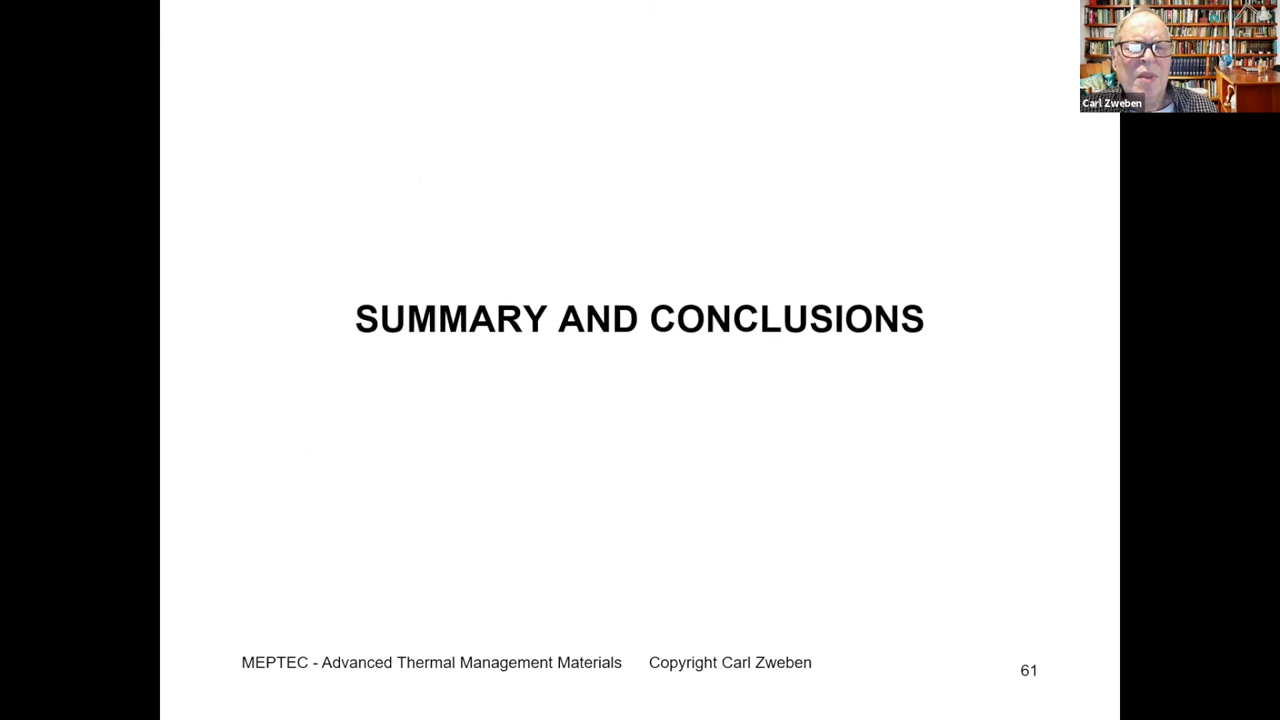 Carl Zweben
SUMMARY AND CONCLUSIONS
MEPTEC - Advanced Thermal Management Materials Copyright Carl Zweben
61